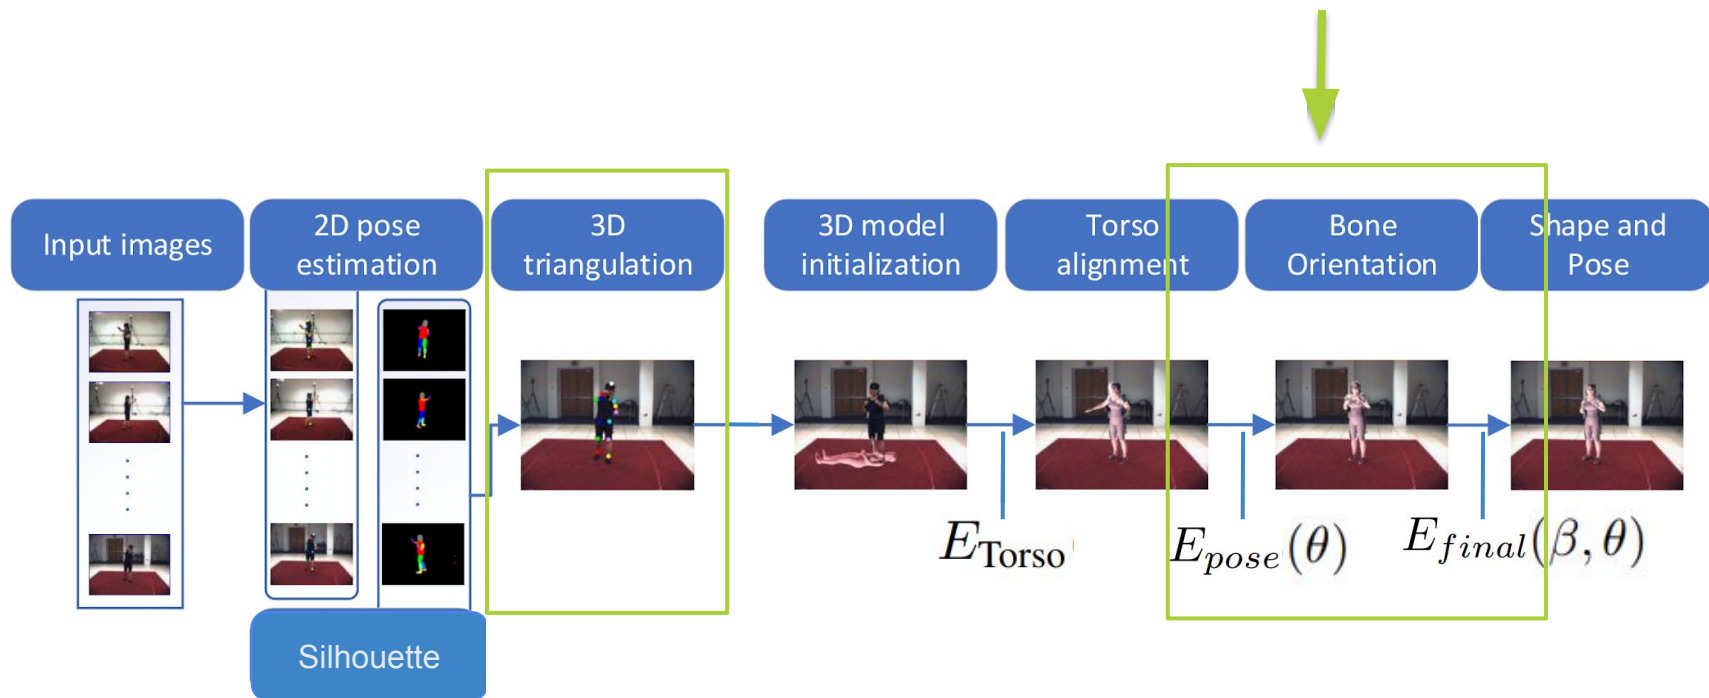 Input images
2D pose
estimation
3D
triangulation
3D model
initialization
Torso
alignment
Bone
Orientation
Shape and
Pose
E_Torso
E_pose(θ)
E_final(β, θ)
Silhouette